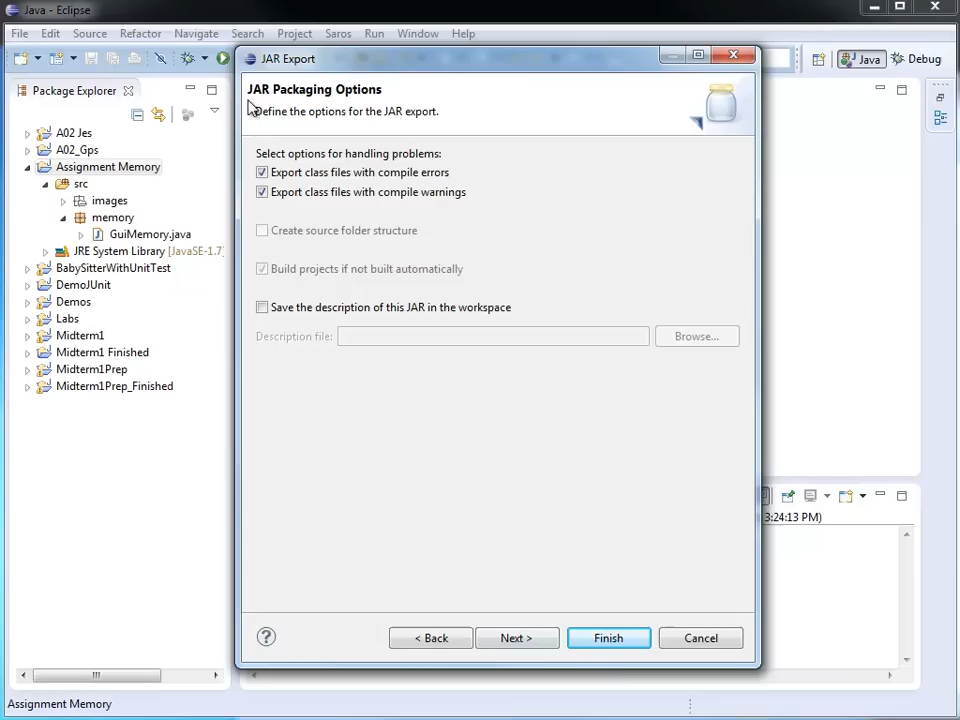 Java - Eclipse
File Edit Source Refactor Navigate Search Saros Project Run Window Help
Java Debug
Package Explorer
A02 Jes
A02_Gps
Assignment Memory
src
images
memory
GuiMemory.java
JRE System Library [JavaSE-1.7]
BabySitterWithUnitTest
DemoJUnit
Demos
Labs
Midterm1
Midterm1 Finished
Midterm1Prep
Midterm1Prep_Finished
JAR Export
JAR Packaging Options
Define the options for the JAR export.
Select options for handling problems:
Export class files with compile errors
Export class files with compile warnings
Create source folder structure
Build projects if not built automatically
Save the description of this JAR in the workspace
Description file: Browse...
3:24:13 PM)
? < Back Next > Finish Cancel
Assignment Memory